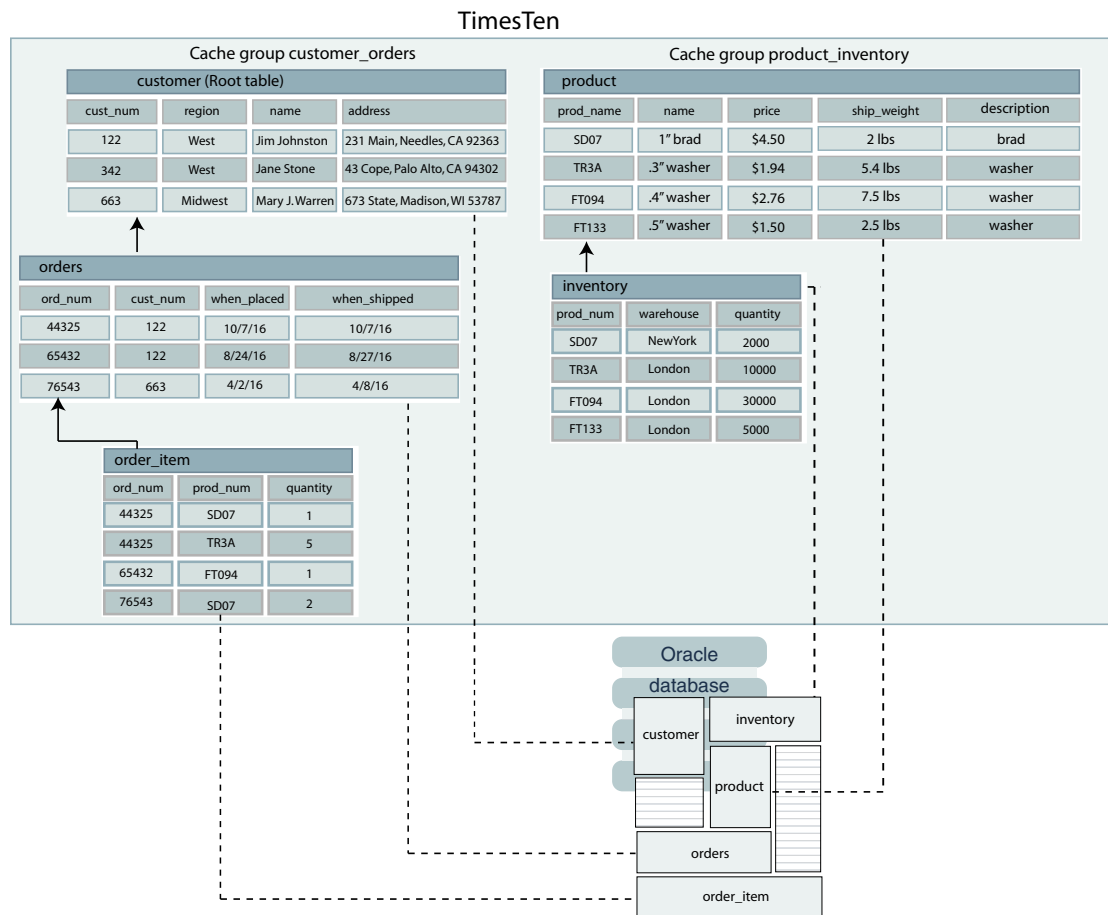 TimesTen
Cache group customer_orders
customer (Root table)
cust_num region name address
122 West Jim Johnston 231 Main, Needles, CA 92363
342 West Jane Stone 43 Cope, Palo Alto, CA 94302
663 Midwest Mary J. Warren 673 State, Madison, WI 53787
orders
ord_num cust_num when_placed when_shipped
44325 122 10/7/16 10/7/16
65432 122 8/24/16 8/27/16
76543 663 4/2/16 4/8/16
order_item
ord_num prod_num quantity
44325 SD07 1
44325 TR3A 5
65432 FT094 1
76543 SD07 2
Cache group product_inventory
product
prod_name name price ship_weight description
SD07 1” brad $4.50 2 lbs brad
TR3A .3” washer $1.94 5.4 lbs washer
FT094 .4” washer $2.76 7.5 lbs washer
FT133 .5” washer $1.50 2.5 lbs washer
inventory
prod_num warehouse quantity
SD07 NewYork 2000
TR3A London 10000
FT094 London 30000
FT133 London 5000
Oracle
database
customer
inventory
product
orders
order_item